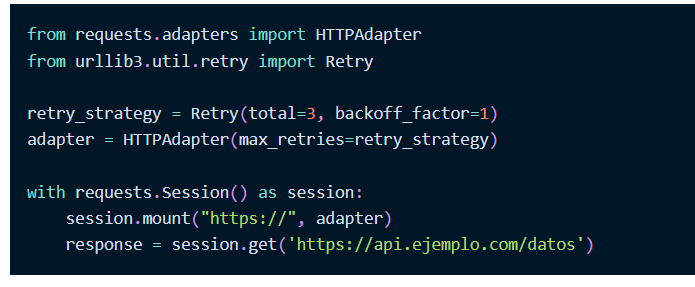 from requests.adapters import HTTPAdapter
from urllib3.util.retry import Retry

retry_strategy = Retry(total=3, backoff_factor=1)
adapter = HTTPAdapter(max_retries=retry_strategy)

with requests.Session() as session:
    session.mount("https://", adapter)
    response = session.get('https://api.ejemplo.com/datos')